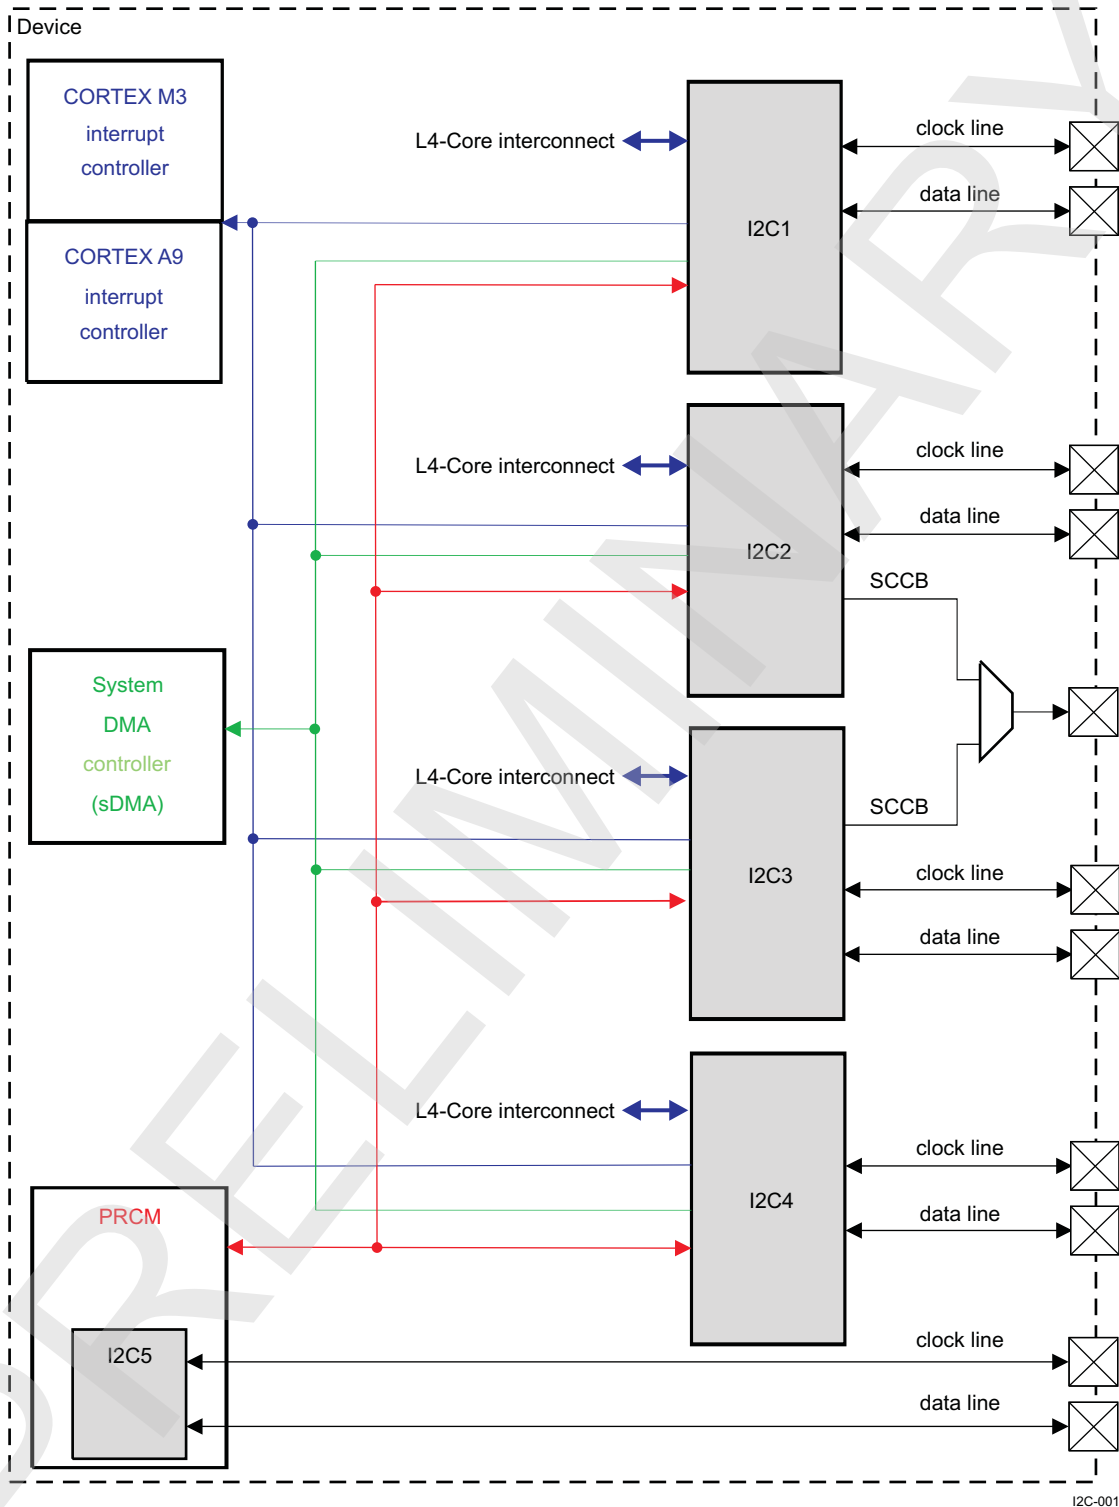 Device
CORTEX M3
interrupt
controller
CORTEX A9
interrupt
controller
L4-Core interconnect
I2C1
clock line
data line
L4-Core interconnect
I2C2
clock line
data line
SCCB
System
DMA
controller
(sDMA)
L4-Core interconnect
I2C3
SCCB
clock line
data line
L4-Core interconnect
I2C4
clock line
data line
PRCM
I2C5
clock line
data line
I2C-001
PRELIMINARY